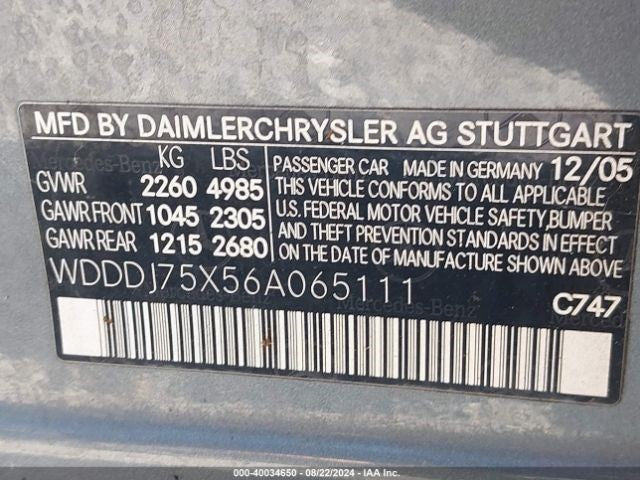 MFD BY DAIMLERCHRYSLER AG STUTTGART
KG LBS
GVWR 2260 4985
GAWR FRONT 1045 2305
GAWR REAR 1215 2680
PASSENGER CAR MADE IN GERMANY 12/05
THIS VEHICLE CONFORMS TO ALL APPLICABLE
U.S. FEDERAL MOTOR VEHICLE SAFETY, BUMPER
AND THEFT PREVENTION STANDARDS IN EFFECT
ON THE DATE OF MANUFACTURE SHOWN ABOVE
WDDDJ75X56A065111
Mercedes-Benz
C747
000-40034650 - 08/22/2024 - IAA Inc.